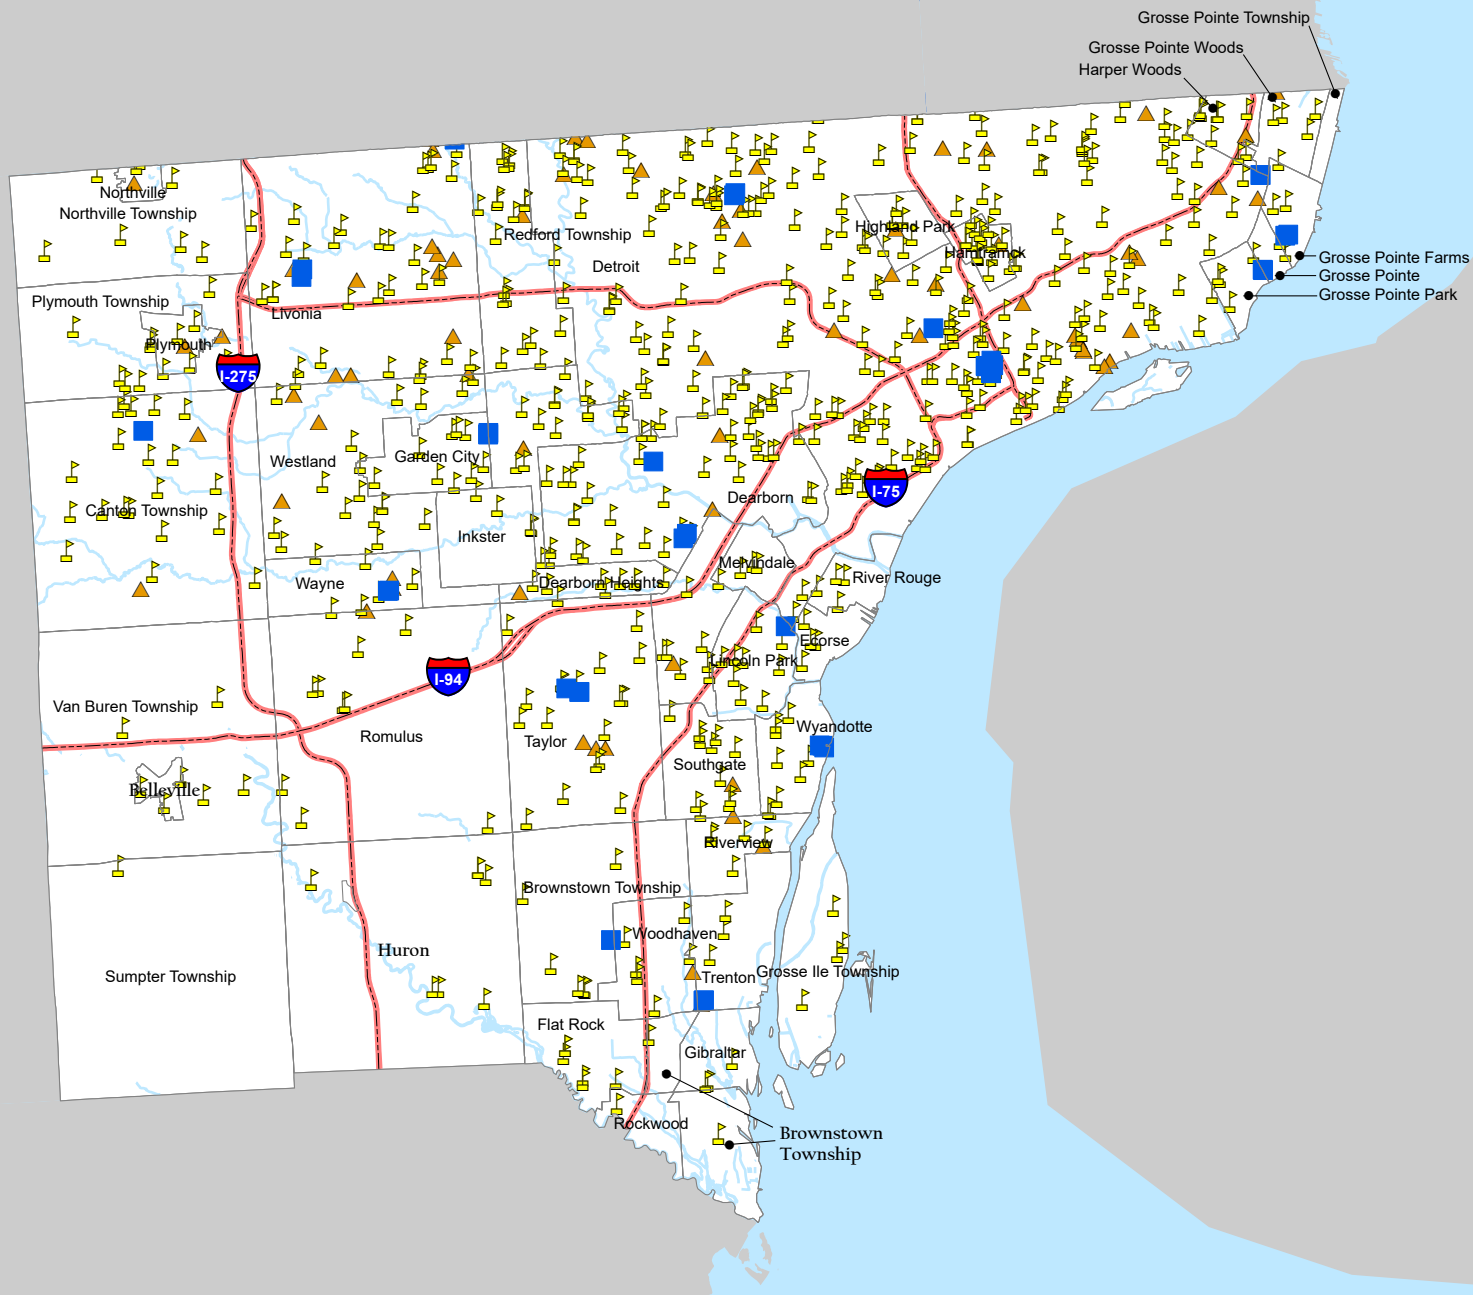 Grosse Pointe Township
Grosse Pointe Woods
Harper Woods
Northville
Northville Township
Highland Park
Redford Township
Hamtramck
Grosse Pointe Farms
Detroit
Grosse Pointe
Grosse Pointe Park
Plymouth Township
Livonia
Plymouth
I-275
Garden City
Westland
I-75
Dearborn
Canton Township
Inkster
Melvindale
River Rouge
Wayne
Dearborn Heights
Ecorse
Lincoln Park
I-94
Van Buren Township
Wyandotte
Romulus
Taylor
Southgate
Belleville
Riverview
Brownstown Township
Woodhaven
Huron
Grosse Ile Township
Sumpter Township
Trenton
Flat Rock
Gibraltar
Rockwood
Brownstown
Township